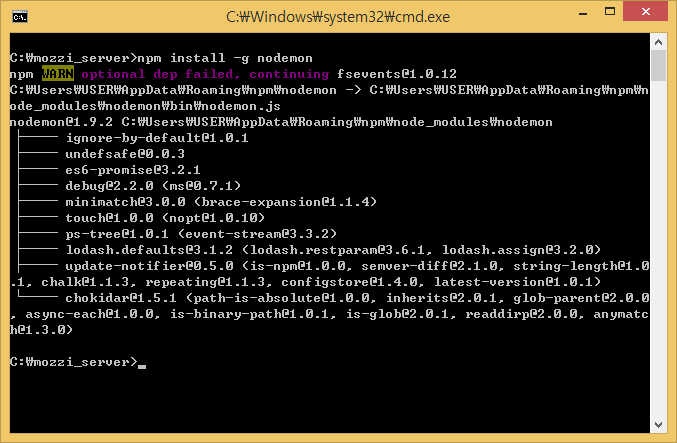 C:₩Windows₩system32₩cmd.exe
C:₩mozzi_server>npm install -g nodemon
npm WARN optional dep failed, continuing fsevents@1.0.12
C:₩Users₩USER₩AppData₩Roaming₩npm₩nodemon -> C:₩Users₩USER₩AppData₩Roaming₩npm₩n
ode_modules₩nodemon₩bin₩nodemon.js
nodemon@1.9.2 C:₩Users₩USER₩AppData₩Roaming₩npm₩node_modules₩nodemon
├── ignore-by-default@1.0.1
├── undefsafe@0.0.3
├── es6-promise@3.2.1
├── debug@2.2.0 (ms@0.7.1)
├── minimatch@3.0.0 (brace-expansion@1.1.4)
├── touch@1.0.0 (nopt@1.0.10)
├── ps-tree@1.0.1 (event-stream@3.3.2)
├── lodash.defaults@3.1.2 (lodash.restparam@3.6.1, lodash.assign@3.2.0)
├── update-notifier@0.5.0 (is-npm@1.0.0, semver-diff@2.1.0, string-length@1.0
.1, chalk@1.1.3, repeating@1.1.3, configstore@1.4.0, latest-version@1.0.1)
└── chokidar@1.5.1 (path-is-absolute@1.0.0, inherits@2.0.1, glob-parent@2.0.0
, async-each@1.0.0, is-binary-path@1.0.1, is-glob@2.0.1, readdirp@2.0.0, anymatc
h@1.3.0)
C:₩mozzi_server>_